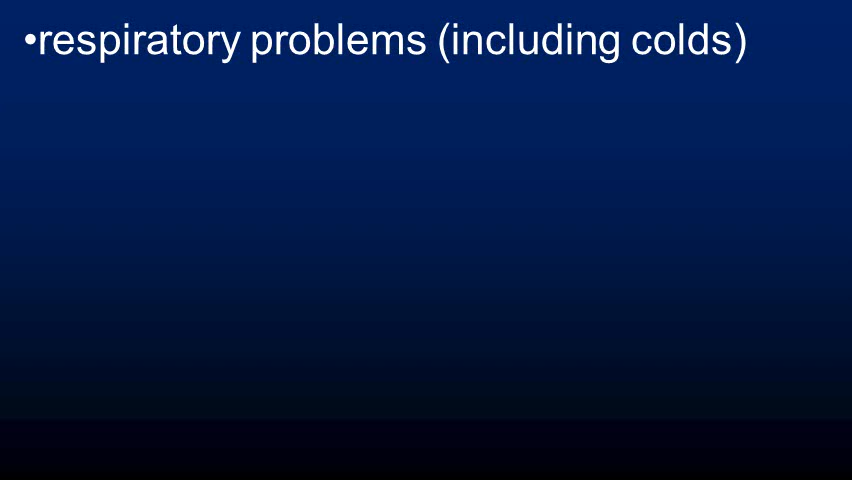 •respiratory problems (including colds)